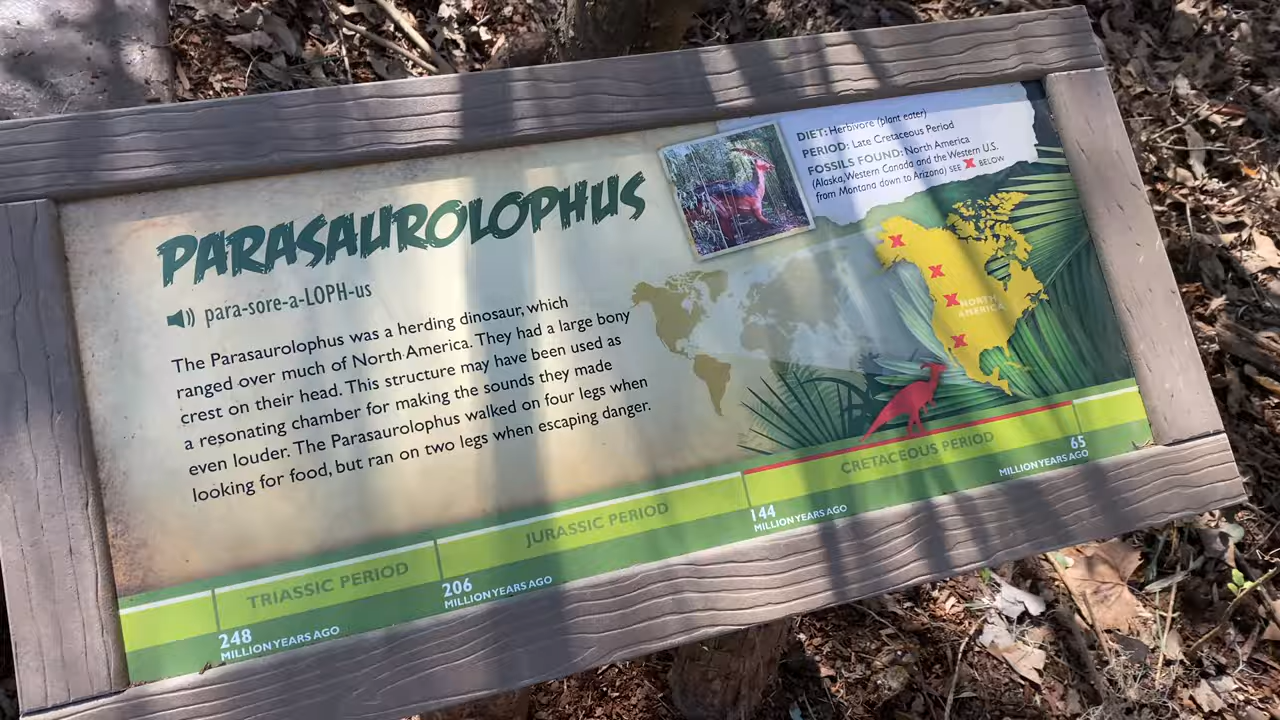 PARASAUROLOPHUS
para-sore-a-LOPH-us
The Parasaurolophus was a herding dinosaur, which
ranged over much of North America. They had a large bony
crest on their head. This structure may have been used as
a resonating chamber for making the sounds they made
even louder. The Parasaurolophus walked on four legs when
looking for food, but ran on two legs when escaping danger.
DIET: Herbivore (plant eater)
PERIOD: Late Cretaceous Period
FOSSILS FOUND: North America
(Alaska, Western Canada and the Western U.S.
from Montana down to Arizona) SEE X BELOW
X
X
X
NORTH
AMERICA
X
TRIASSIC PERIOD
JURASSIC PERIOD
CRETACEOUS PERIOD
248
MILLION YEARS AGO
206
MILLION YEARS AGO
144
MILLION YEARS AGO
65
MILLION YEARS AGO